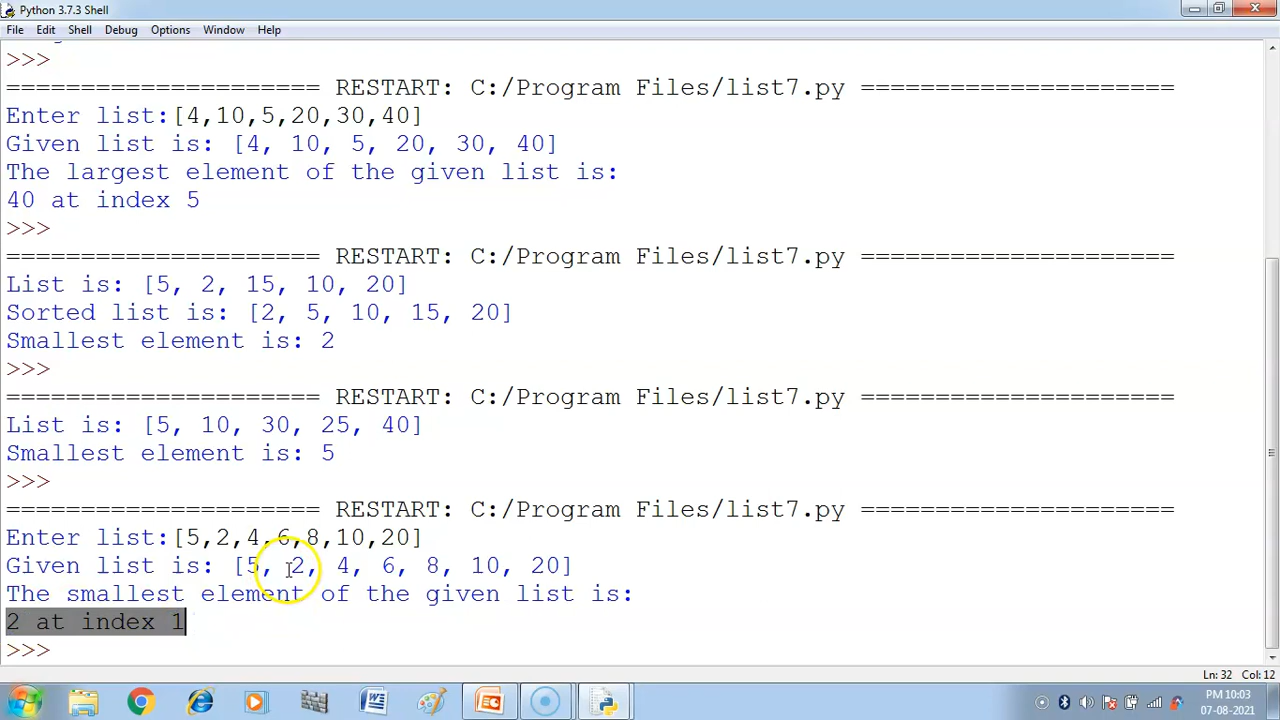 Python 3.7.3 Shell
File Edit Shell Debug Options Window Help
>>>
==================== RESTART: C:/Program Files/list7.py =====================
Enter list:[4,10,5,20,30,40]
Given list is: [4, 10, 5, 20, 30, 40]
The largest element of the given list is:
40 at index 5
>>>
===================== RESTART: C:/Program Files/list7.py =====================
List is: [5, 2, 15, 10, 20]
Sorted list is: [2, 5, 10, 15, 20]
Smallest element is: 2
>>>
===================== RESTART: C:/Program Files/list7.py =====================
List is: [5, 10, 30, 25, 40]
Smallest element is: 5
>>>
===================== RESTART: C:/Program Files/list7.py =====================
Enter list:[5,2,4,6,8,10,20]
Given list is: [5, 2, 4, 6, 8, 10, 20]
The smallest element of the given list is:
2 at index 1
>>>
Ln: 32 Col: 12
PM 10:03
07-08-2021